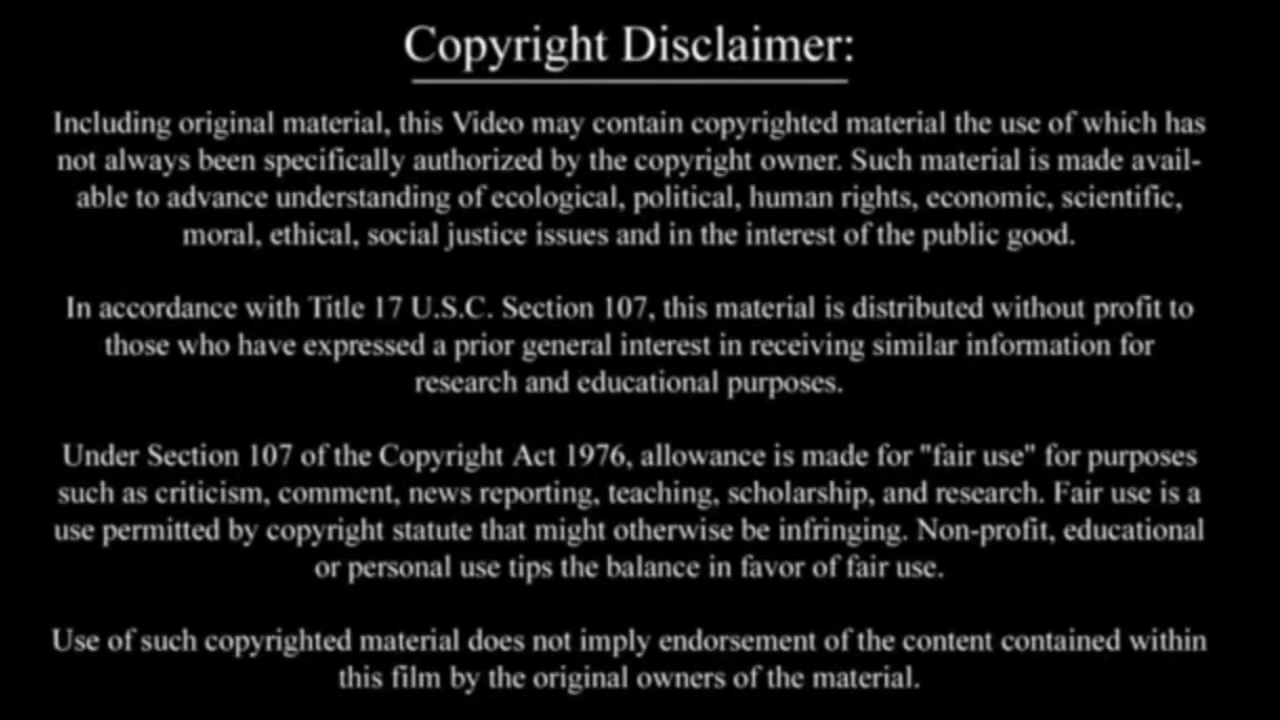 Copyright Disclaimer:
Including original material, this Video may contain copyrighted material the use of which has
not always been specifically authorized by the copyright owner. Such material is made avail-
able to advance understanding of ecological, political, human rights, economic, scientific,
moral, ethical, social justice issues and in the interest of the public good.
In accordance with Title 17 U.S.C. Section 107, this material is distributed without profit to
those who have expressed a prior general interest in receiving similar information for
research and educational purposes.
Under Section 107 of the Copyright Act 1976, allowance is made for "fair use" for purposes
such as criticism, comment, news reporting, teaching, scholarship, and research. Fair use is a
use permitted by copyright statute that might otherwise be infringing. Non-profit, educational
or personal use tips the balance in favor of fair use.
Use of such copyrighted material does not imply endorsement of the content contained within
this film by the original owners of the material.